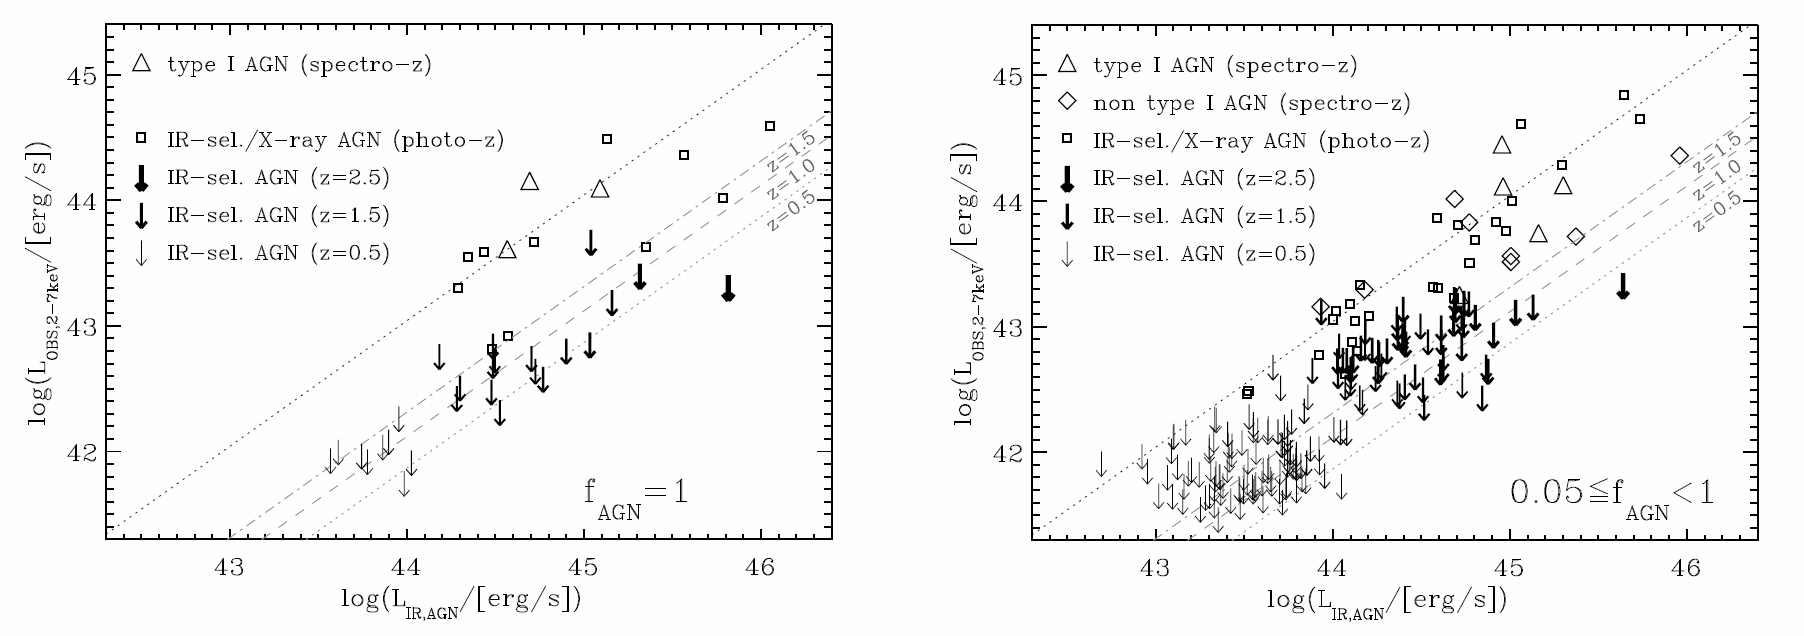 45
44
43
42
43
44
45
46
log(L_OBS,2-7keV/[erg/s])
log(L_IR,AGN/[erg/s])
type I AGN (spectro-z)
IR-sel./X-ray AGN (photo-z)
IR-sel. AGN (z=2.5)
IR-sel. AGN (z=1.5)
IR-sel. AGN (z=0.5)
z=1.5
z=1.0
z=0.5
f_AGN=1
45
44
43
42
43
44
45
46
log(L_OBS,2-7keV/[erg/s])
log(L_IR,AGN/[erg/s])
type I AGN (spectro-z)
non type I AGN (spectro-z)
IR-sel./X-ray AGN (photo-z)
IR-sel. AGN (z=2.5)
IR-sel. AGN (z=1.5)
IR-sel. AGN (z=0.5)
z=1.5
z=1.0
z=0.5
0.05≦f_AGN<1